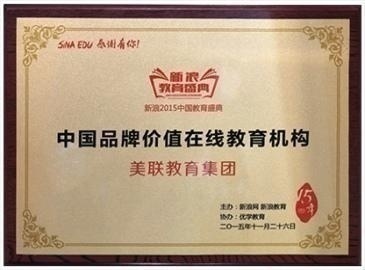 SINA EDU 感谢有你!
新浪
教育盛典
新浪2015中国教育盛典
中国品牌价值在线教育机构
美联教育集团
主办：新浪网 新浪教育
协办：优学教育
二〇一五年十一月二十六日
15